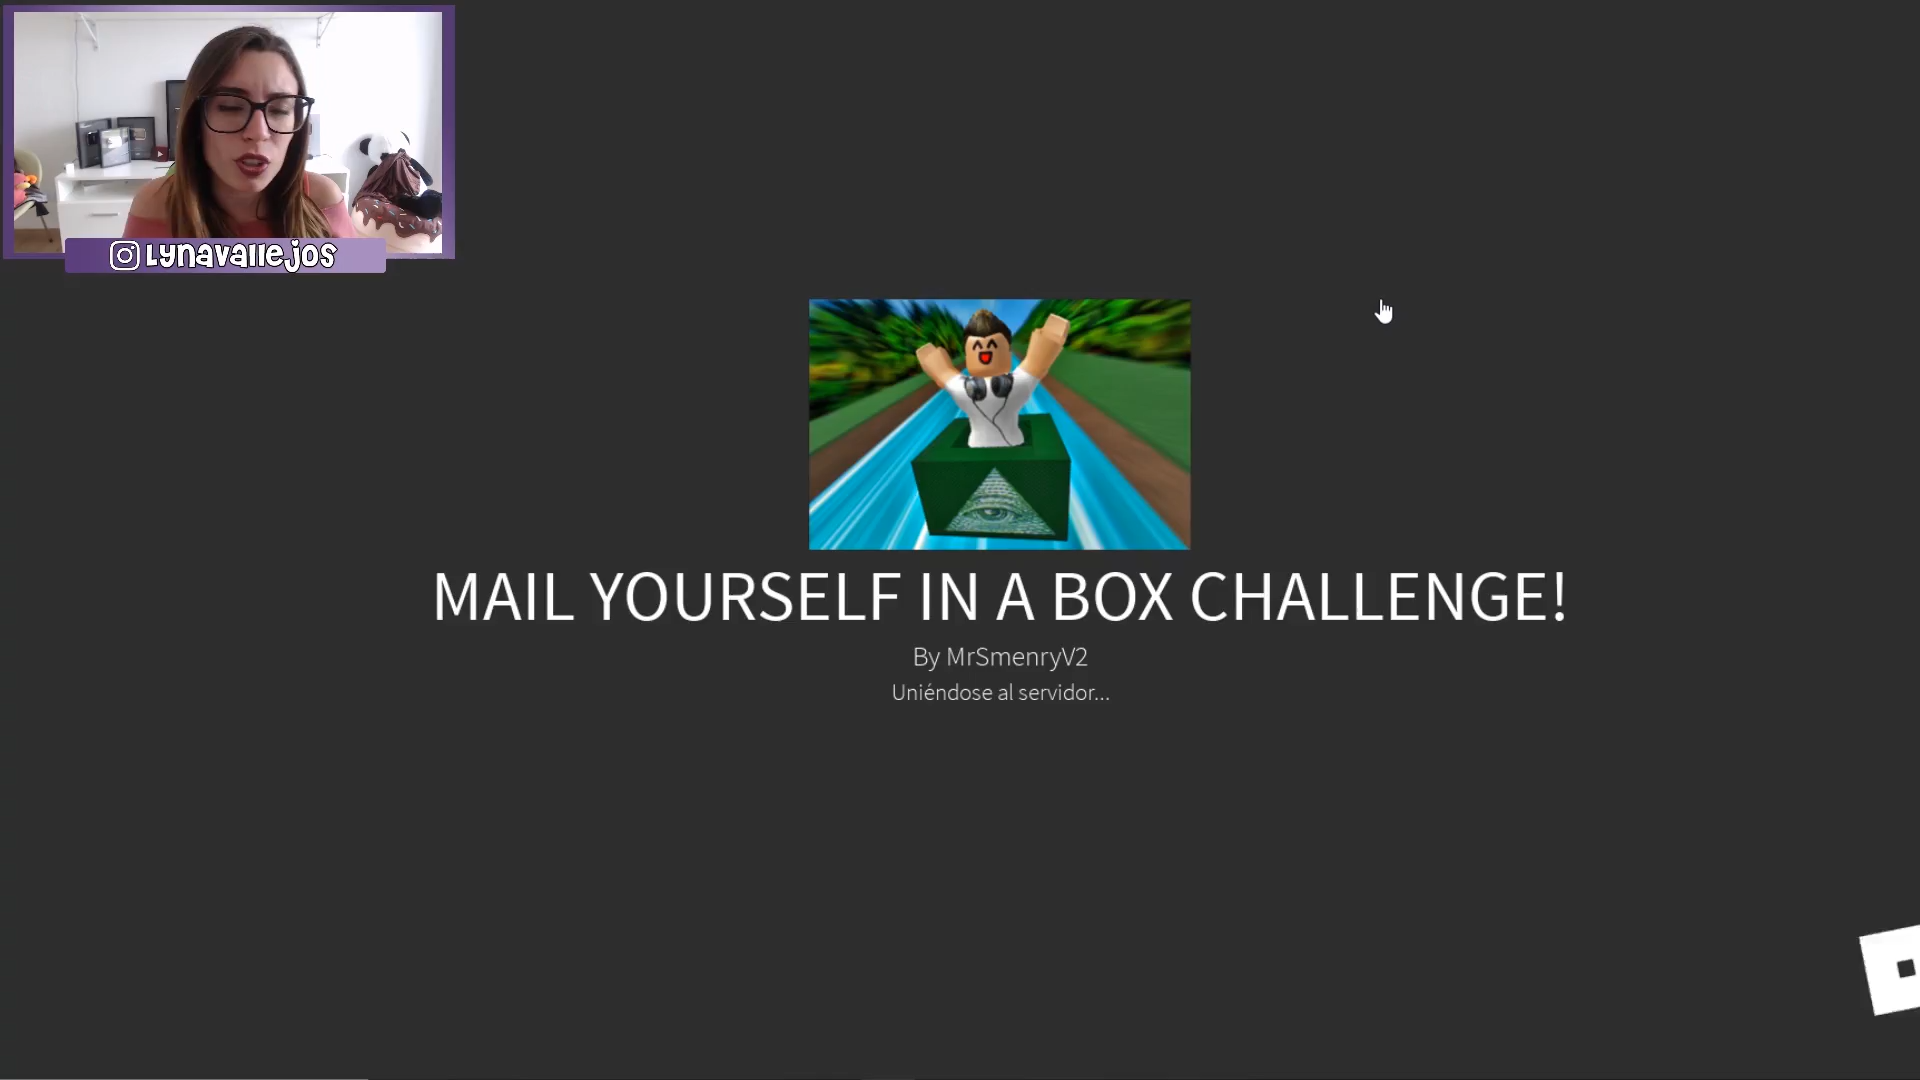 Lynavallejos
MAIL YOURSELF IN A BOX CHALLENGE!
By MrSmenryV2
Uniéndose al servidor...